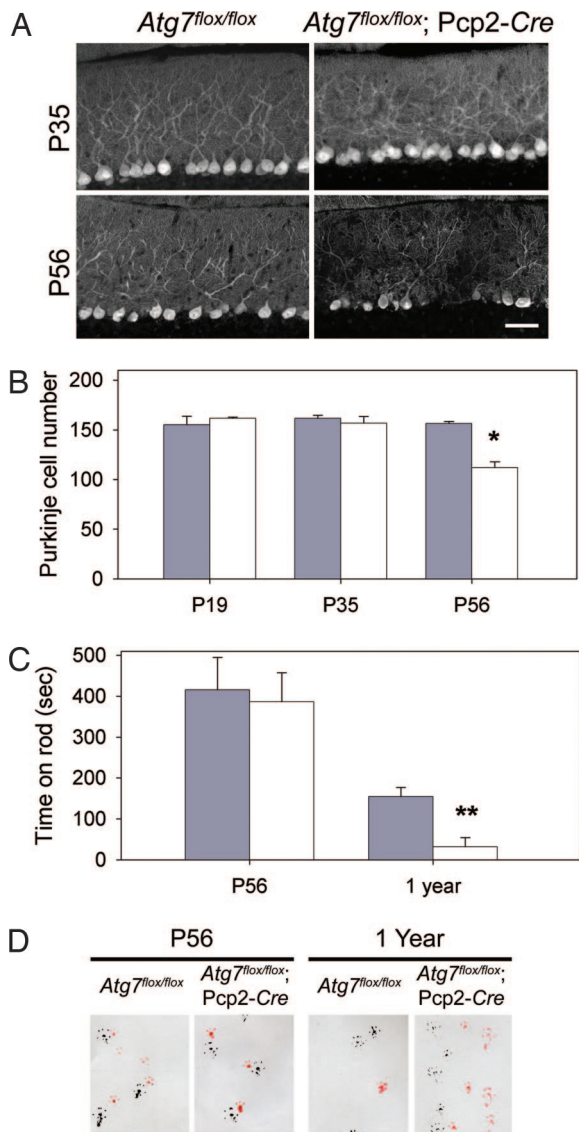 A
Atg7flox/flox
Atg7flox/flox; Pcp2-Cre
P35
P56
B
200
150
100
50
0
Purkinje cell number
*
P19
P35
P56
C
500
400
300
200
100
0
Time on rod (sec)
**
P56
1 year
D
P56
1 Year
Atg7flox/flox
Atg7flox/flox;
Pcp2-Cre
Atg7flox/flox
Atg7flox/flox;
Pcp2-Cre